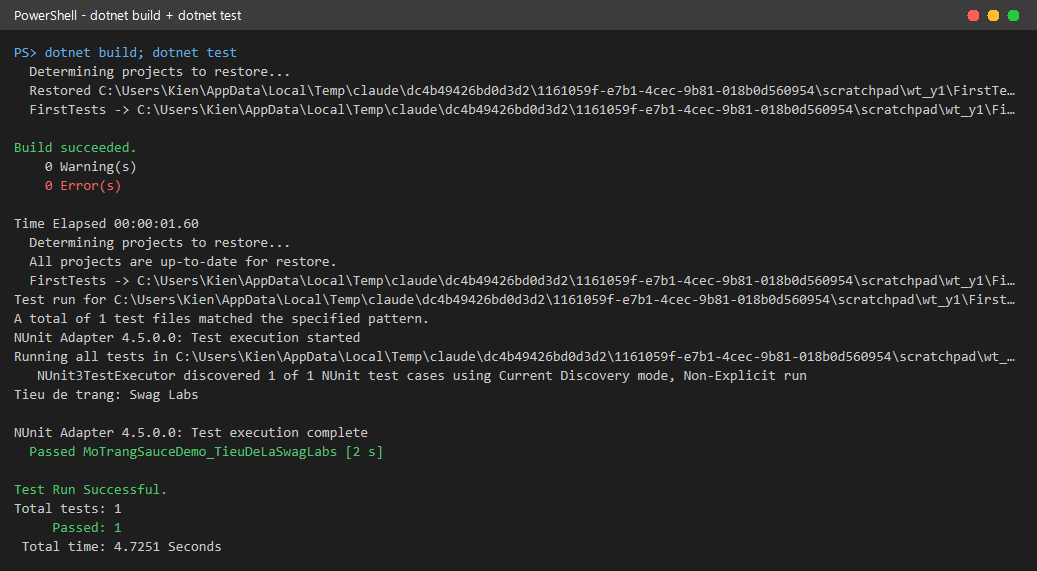 PowerShell - dotnet build + dotnet test
PS> dotnet build; dotnet test
Determining projects to restore...
Restored C:\Users\Kien\AppData\Local\Temp\claude\dc4b49426bd0d3d2\1161059f-e7b1-4cec-9b81-018b0d560954\scratchpad\wt_y1\FirstTe…
FirstTests -> C:\Users\Kien\AppData\Local\Temp\claude\dc4b49426bd0d3d2\1161059f-e7b1-4cec-9b81-018b0d560954\scratchpad\wt_y1\Fi…
Build succeeded.
0 Warning(s)
0 Error(s)
Time Elapsed 00:00:01.60
Determining projects to restore...
All projects are up-to-date for restore.
FirstTests -> C:\Users\Kien\AppData\Local\Temp\claude\dc4b49426bd0d3d2\1161059f-e7b1-4cec-9b81-018b0d560954\scratchpad\wt_y1\Fi…
Test run for C:\Users\Kien\AppData\Local\Temp\claude\dc4b49426bd0d3d2\1161059f-e7b1-4cec-9b81-018b0d560954\scratchpad\wt_y1\First…
A total of 1 test files matched the specified pattern.
NUnit Adapter 4.5.0.0: Test execution started
Running all tests in C:\Users\Kien\AppData\Local\Temp\claude\dc4b49426bd0d3d2\1161059f-e7b1-4cec-9b81-018b0d560954\scratchpad\wt_…
NUnit3TestExecutor discovered 1 of 1 NUnit test cases using Current Discovery mode, Non-Explicit run
Tieu de trang: Swag Labs
NUnit Adapter 4.5.0.0: Test execution complete
Passed MoTrangSauceDemo_TieuDeLaSwagLabs [2 s]
Test Run Successful.
Total tests: 1
Passed: 1
Total time: 4.7251 Seconds